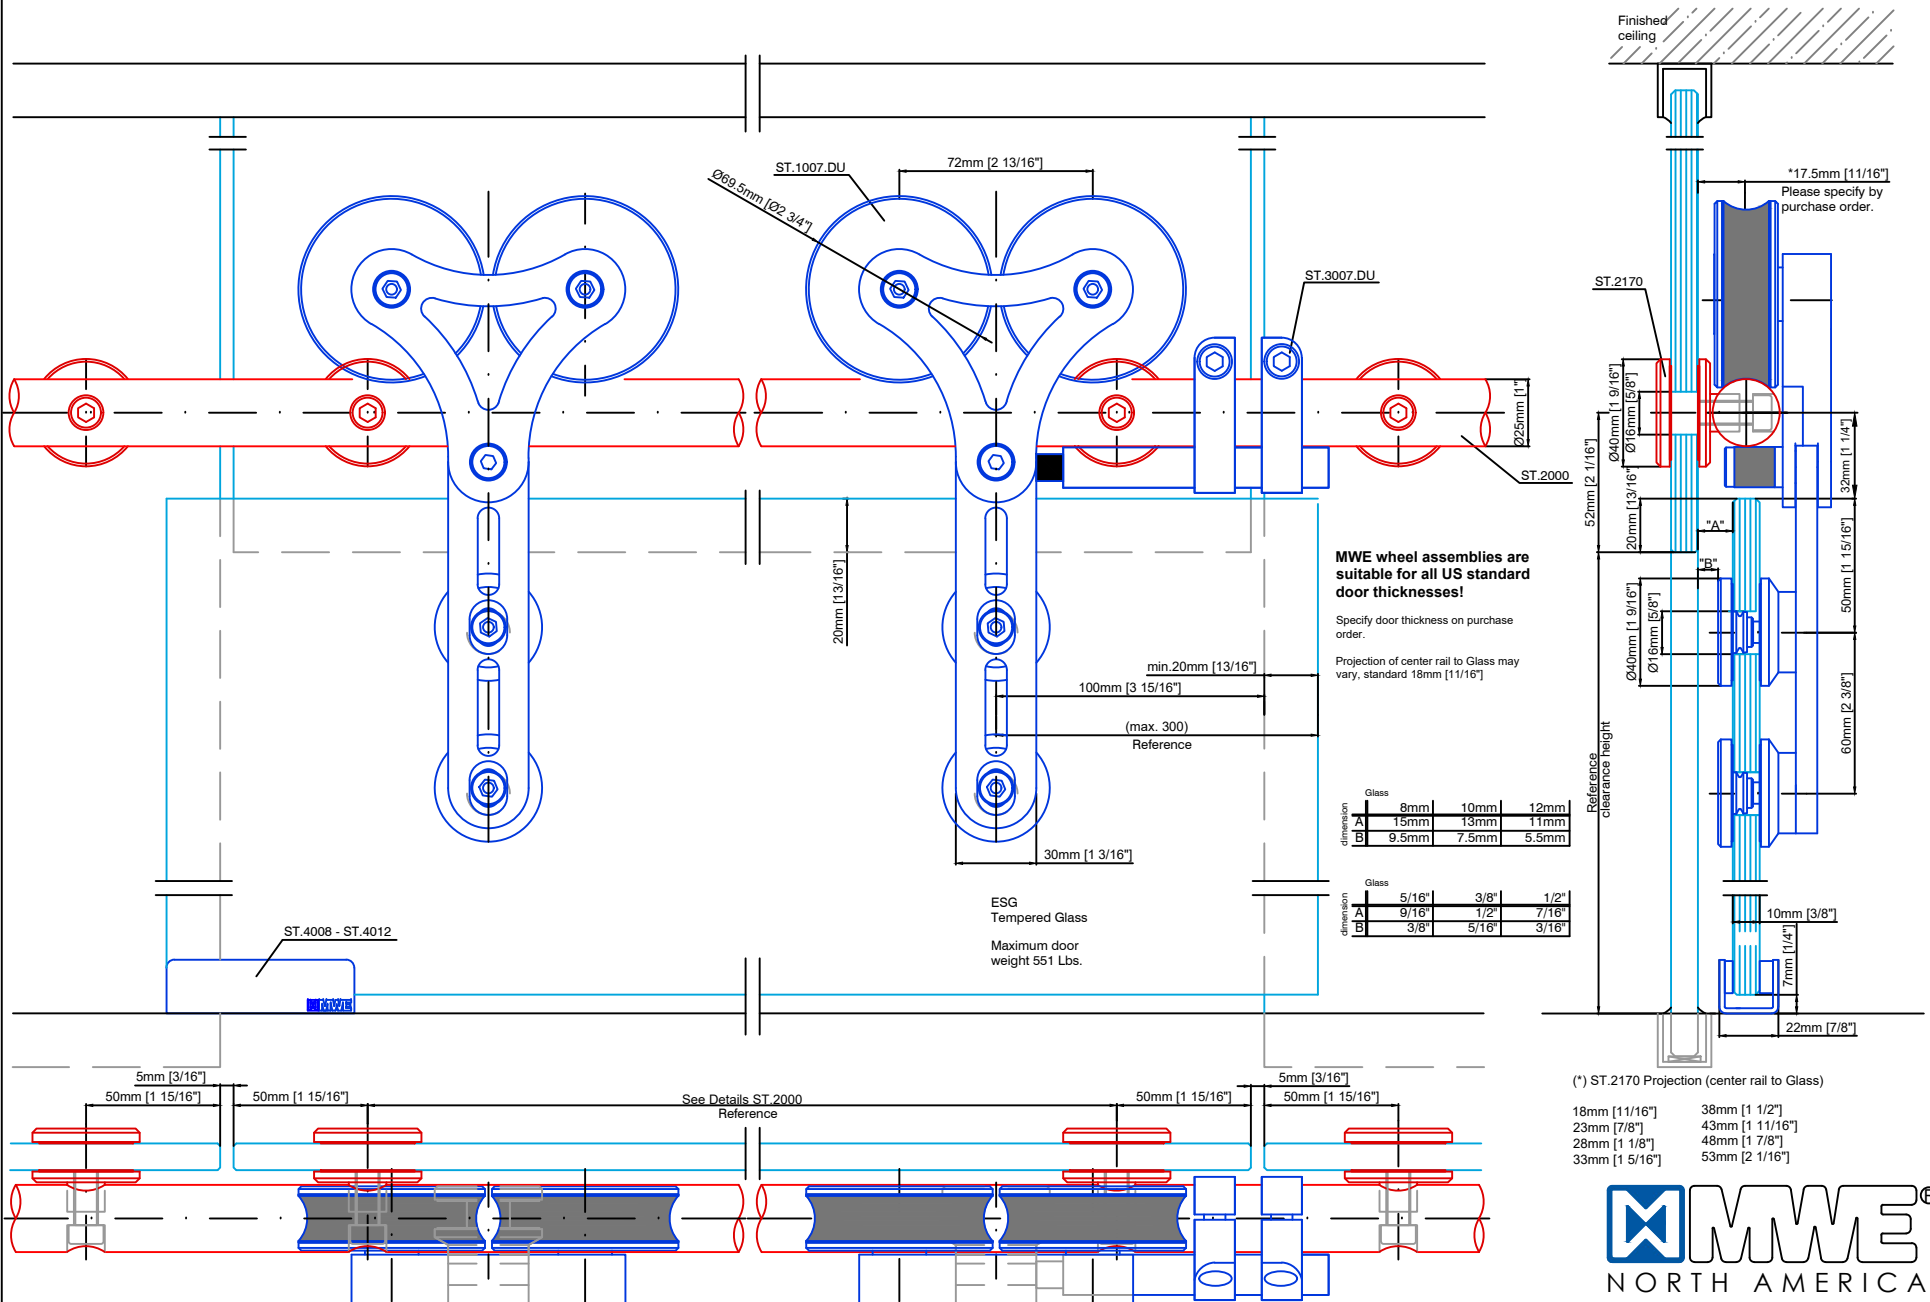 Finished
ceiling
72mm [2 13/16"]
ST.1007.DU
Ø69.5mm [Ø2 3/4"]
*17.5mm [11/16"]
Please specify by
purchase order.
ST.3007.DU
ST.2170
Ø25mm [1"]
ST.2000
Ø40mm [1 9/16"]
Ø16mm [5/8"]
52mm [2 1/16"]
20mm [13/16"]
32mm [1 1/4"]
"A"
"B"
50mm [1 15/16"]
Ø40mm [1 9/16"]
Ø16mm [5/8"]
60mm [2 3/8"]
20mm [13/16"]
MWE wheel assemblies are
suitable for all US standard
door thicknesses!
Specify door thickness on purchase
order.
Projection of center rail to Glass may
vary, standard 18mm [11/16"]
min.20mm [13/16"]
100mm [3 15/16"]
(max. 300)
Reference
Reference
clearance height
30mm [1 3/16"]
Glass
dimension
8mm 10mm 12mm
A 15mm 13mm 11mm
B 9.5mm 7.5mm 5.5mm
Glass
dimension
5/16" 3/8" 1/2"
A 9/16" 1/2" 7/16"
B 3/8" 5/16" 3/16"
ESG
Tempered Glass
Maximum door
weight 551 Lbs.
ST.4008 - ST.4012
MWE
10mm [3/8"]
7mm [1/4"]
22mm [7/8"]
5mm [3/16"]
50mm [1 15/16"]
50mm [1 15/16"]
See Details ST.2000
Reference
5mm [3/16"]
50mm [1 15/16"]
50mm [1 15/16"]
(*) ST.2170 Projection (center rail to Glass)
18mm [11/16"] 38mm [1 1/2"]
23mm [7/8"] 43mm [1 11/16"]
28mm [1 1/8"] 48mm [1 7/8"]
33mm [1 5/16"] 53mm [2 1/16"]
MWE®
NORTH AMERICA